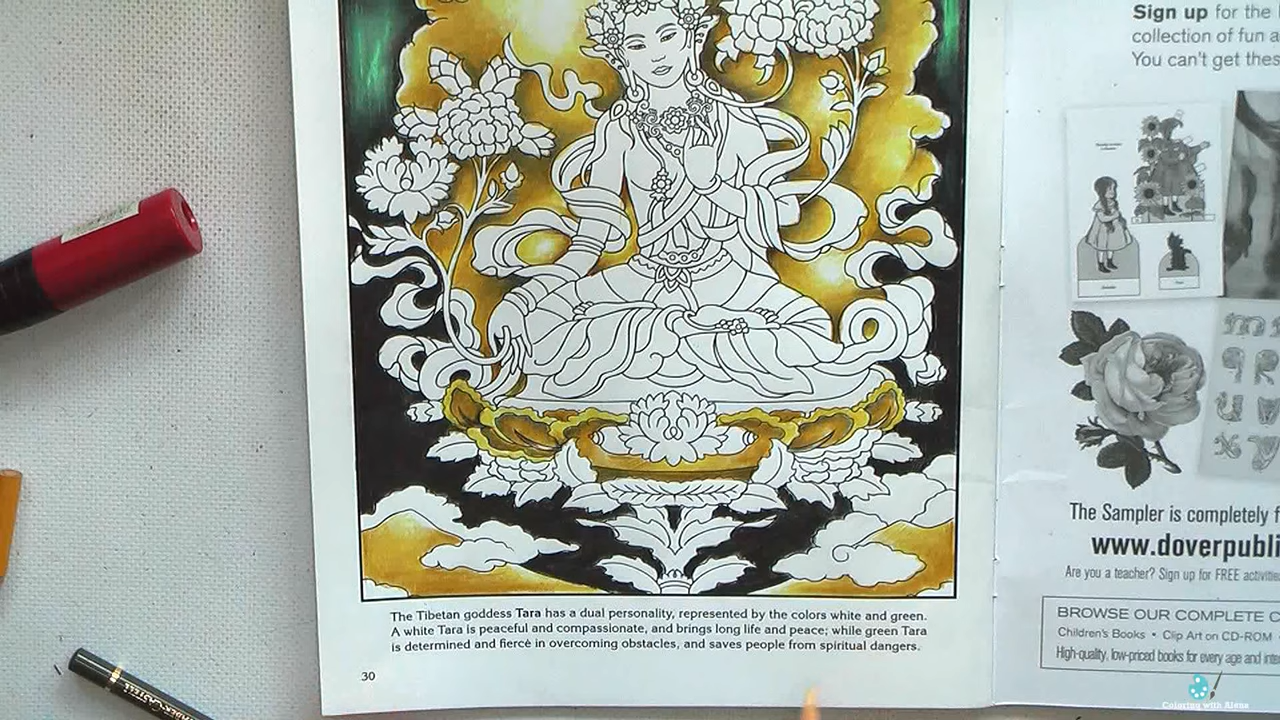 The Tibetan goddess Tara has a dual personality, represented by the colors white and green.
A white Tara is peaceful and compassionate, and brings long life and peace; while green Tara
is determined and fierce in overcoming obstacles, and saves people from spiritual dangers.
30
Sign up for the
collection of fun a
You can't get thes
The Sampler is completely f
www.doverpubli
Are you a teacher? Sign up for FREE activitie
BROWSE OUR COMPLETE C
Children's Books • Clip Art on CD-ROM
High-quality, low-priced books for every age and inte
Coloring with Alena